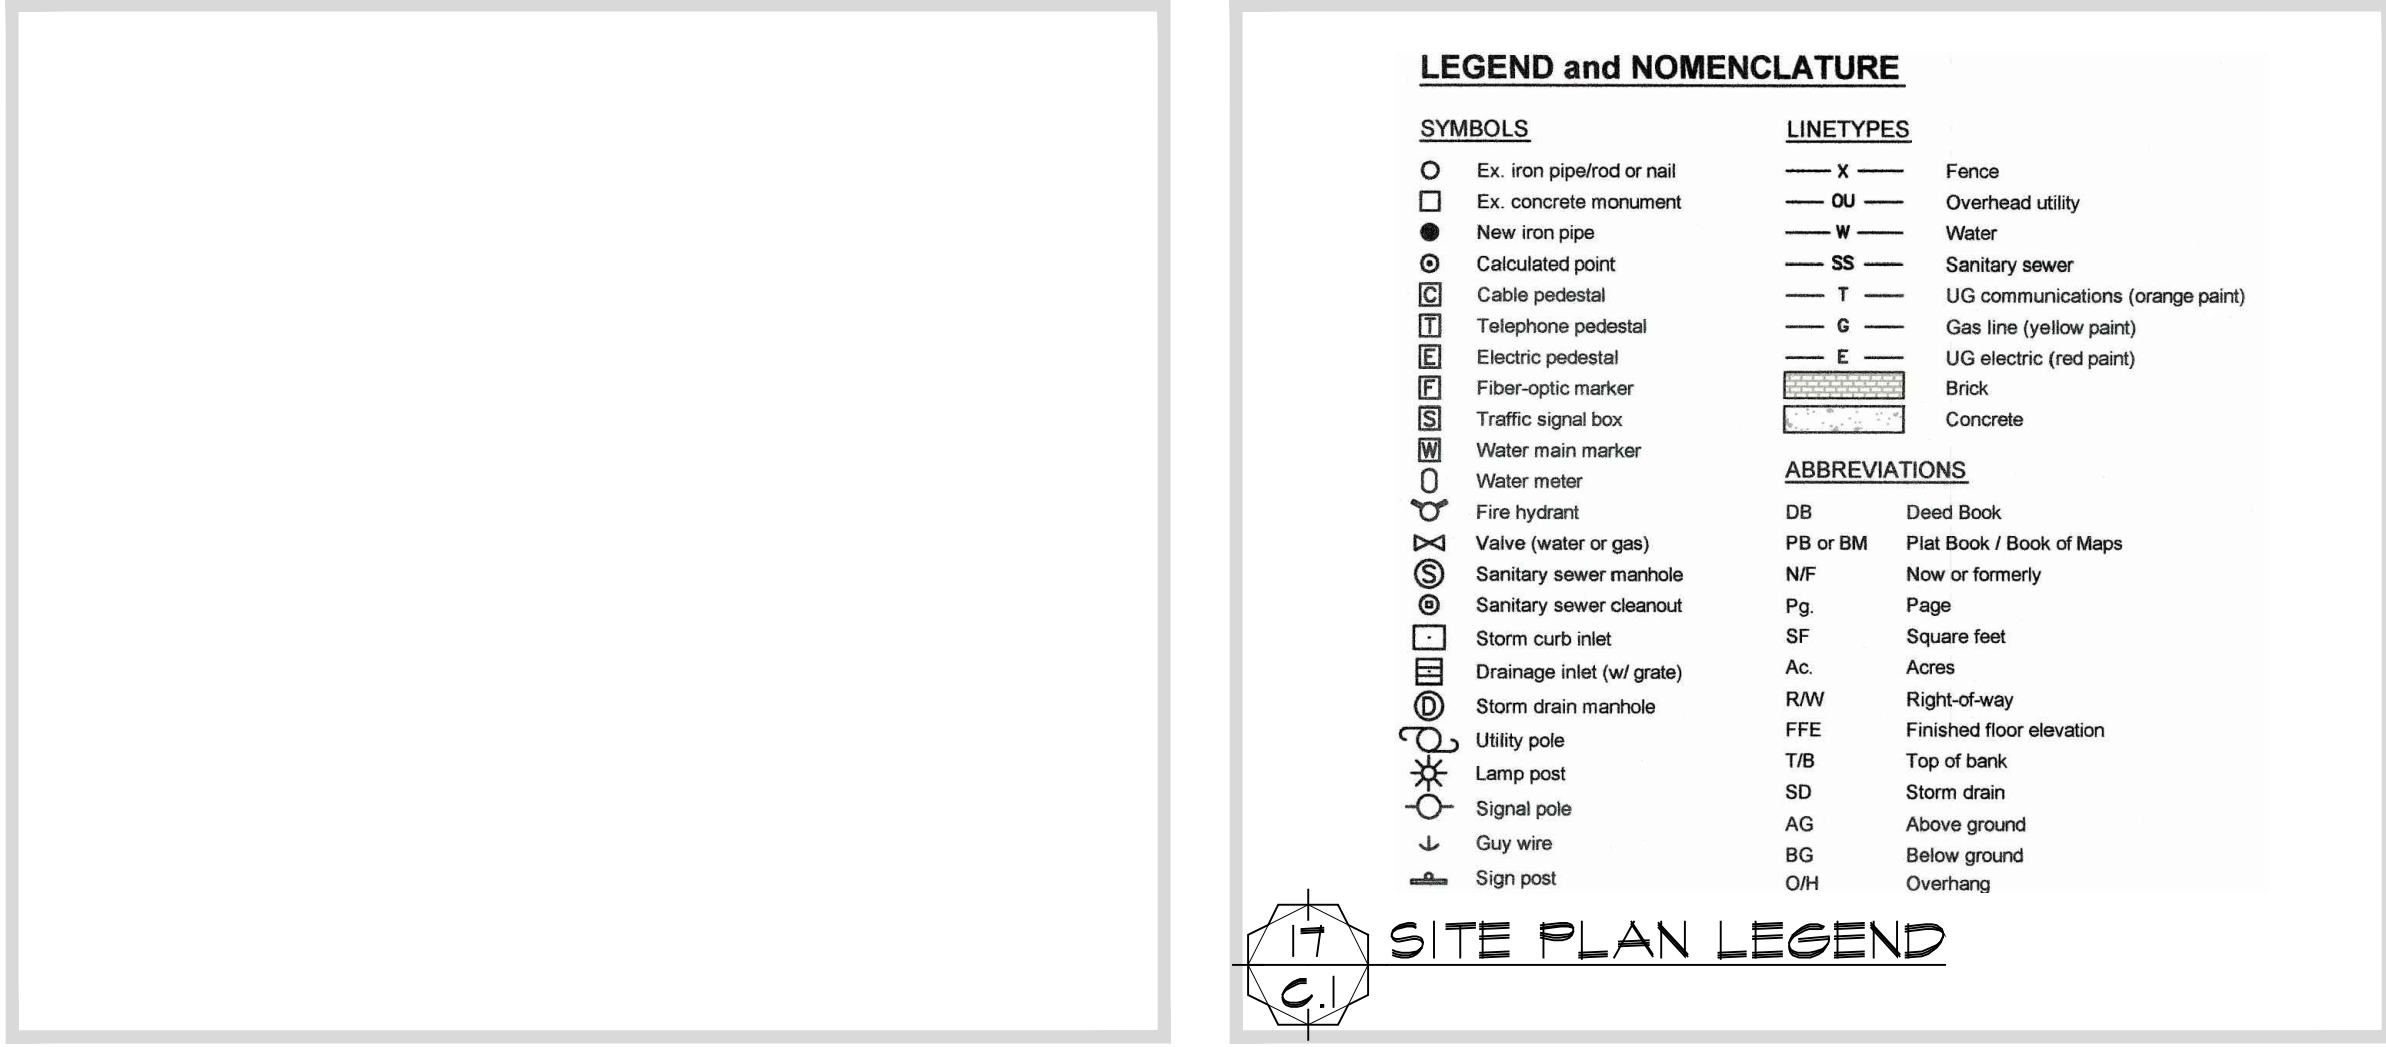 LEGEND and NOMENCLATURE
SYMBOLS
Ex. iron pipe/rod or nail
Ex. concrete monument
New iron pipe
Calculated point
C Cable pedestal
T Telephone pedestal
E Electric pedestal
F Fiber-optic marker
S Traffic signal box
W Water main marker
Water meter
Fire hydrant
Valve (water or gas)
S Sanitary sewer manhole
Sanitary sewer cleanout
Storm curb inlet
Drainage inlet (w/ grate)
D Storm drain manhole
Utility pole
Lamp post
Signal pole
Guy wire
Sign post
LINETYPES
X Fence
OU Overhead utility
W Water
SS Sanitary sewer
T UG communications (orange paint)
G Gas line (yellow paint)
E UG electric (red paint)
Brick
Concrete
ABBREVIATIONS
DB Deed Book
PB or BM Plat Book / Book of Maps
N/F Now or formerly
Pg. Page
SF Square feet
Ac. Acres
R/W Right-of-way
FFE Finished floor elevation
T/B Top of bank
SD Storm drain
AG Above ground
BG Below ground
O/H Overhang
17
C.1
SITE PLAN LEGEND